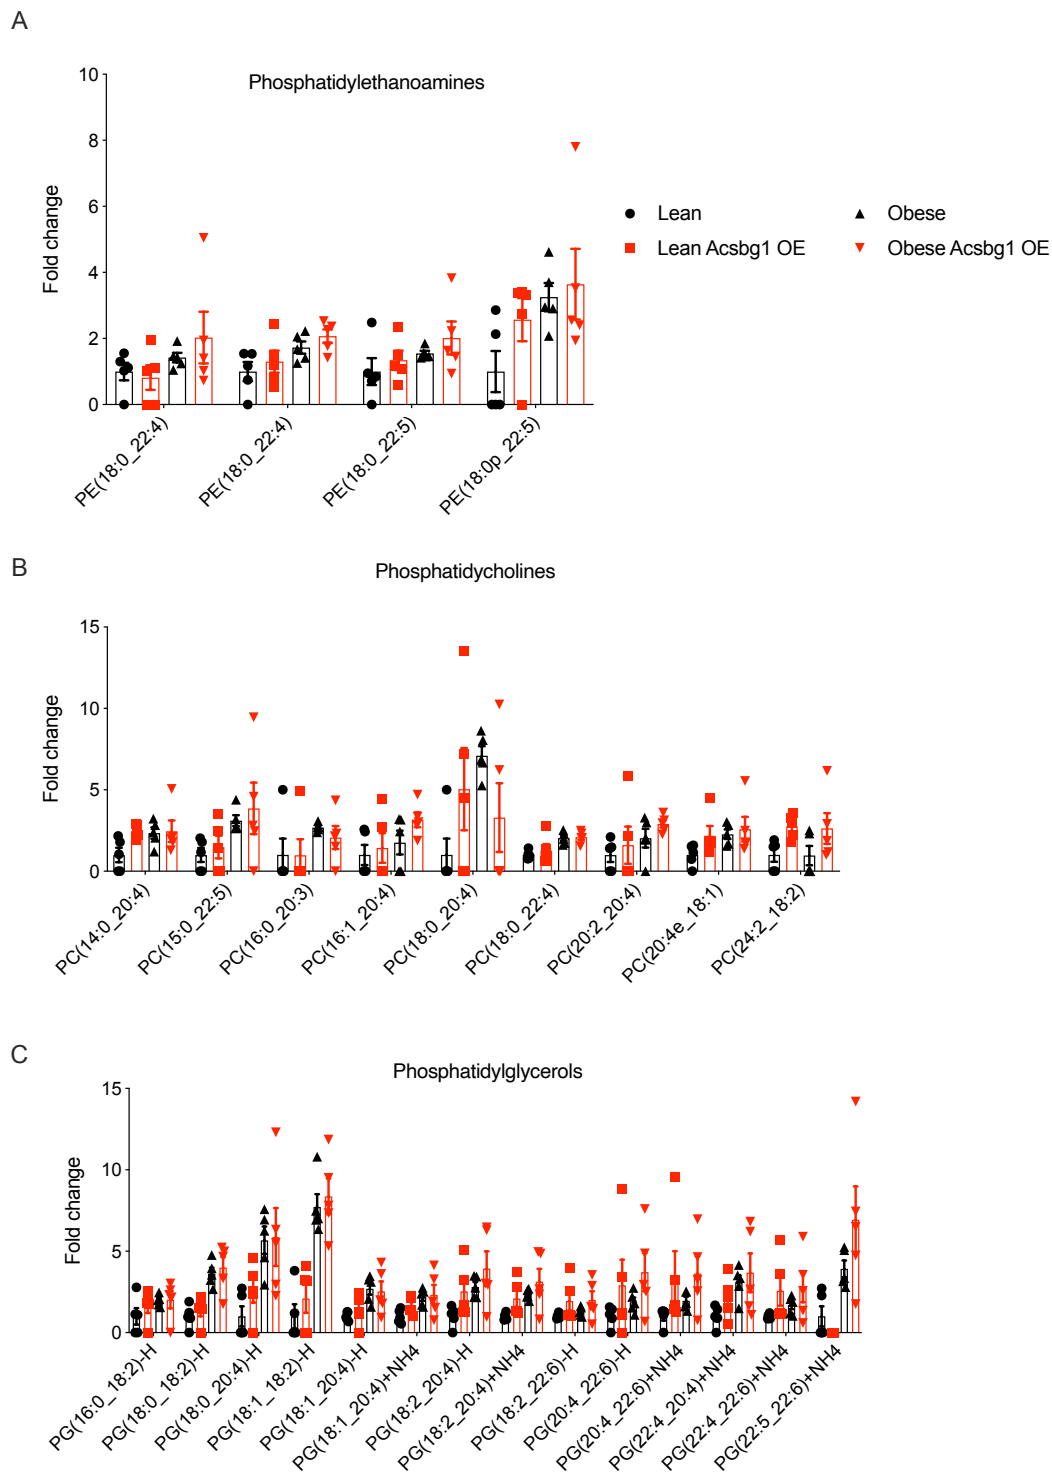 A
Phosphatidylethanoamines
10
8
6
4
2
0
Fold change
Lean
Obese
Lean Acsbg1 OE
Obese Acsbg1 OE
PE(18:0_22:4)
PE(18:0_22:4)
PE(18:0_22:5)
PE(18:0p_22:5)
B
Phosphatidycholines
15
10
5
0
Fold change
PC(14:0_20:4)
PC(15:0_22:5)
PC(16:0_20:3)
PC(16:1_20:4)
PC(18:0_20:4)
PC(18:0_22:4)
PC(20:2_20:4)
PC(20:4e_18:1)
PC(24:2_18:2)
C
Phosphatidylglycerols
15
10
5
0
Fold change
PG(16:0_18:2)-H
PG(18:0_18:2)-H
PG(18:0_20:4)-H
PG(18:1_18:2)-H
PG(18:1_20:4)-H
PG(18:1_20:4)+NH4
PG(18:2_20:4)-H
PG(18:2_20:4)+NH4
PG(18:2_22:6)-H
PG(20:4_22:6)-H
PG(20:4_22:6)+NH4
PG(22:4_20:4)+NH4
PG(22:4_22:6)+NH4
PG(22:5_22:6)+NH4